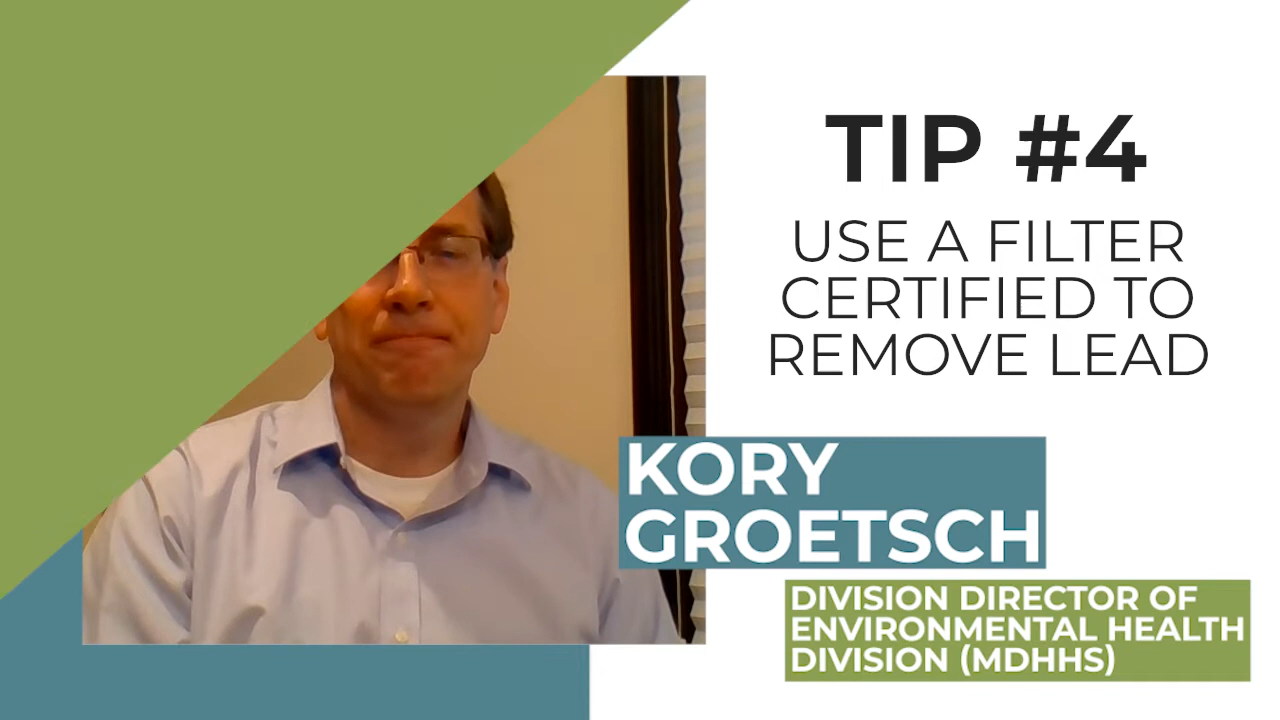 TIP #4
USE A FILTER
CERTIFIED TO
REMOVE LEAD
KORY
GROETSCH
DIVISION DIRECTOR OF
ENVIRONMENTAL HEALTH
DIVISION (MDHHS)